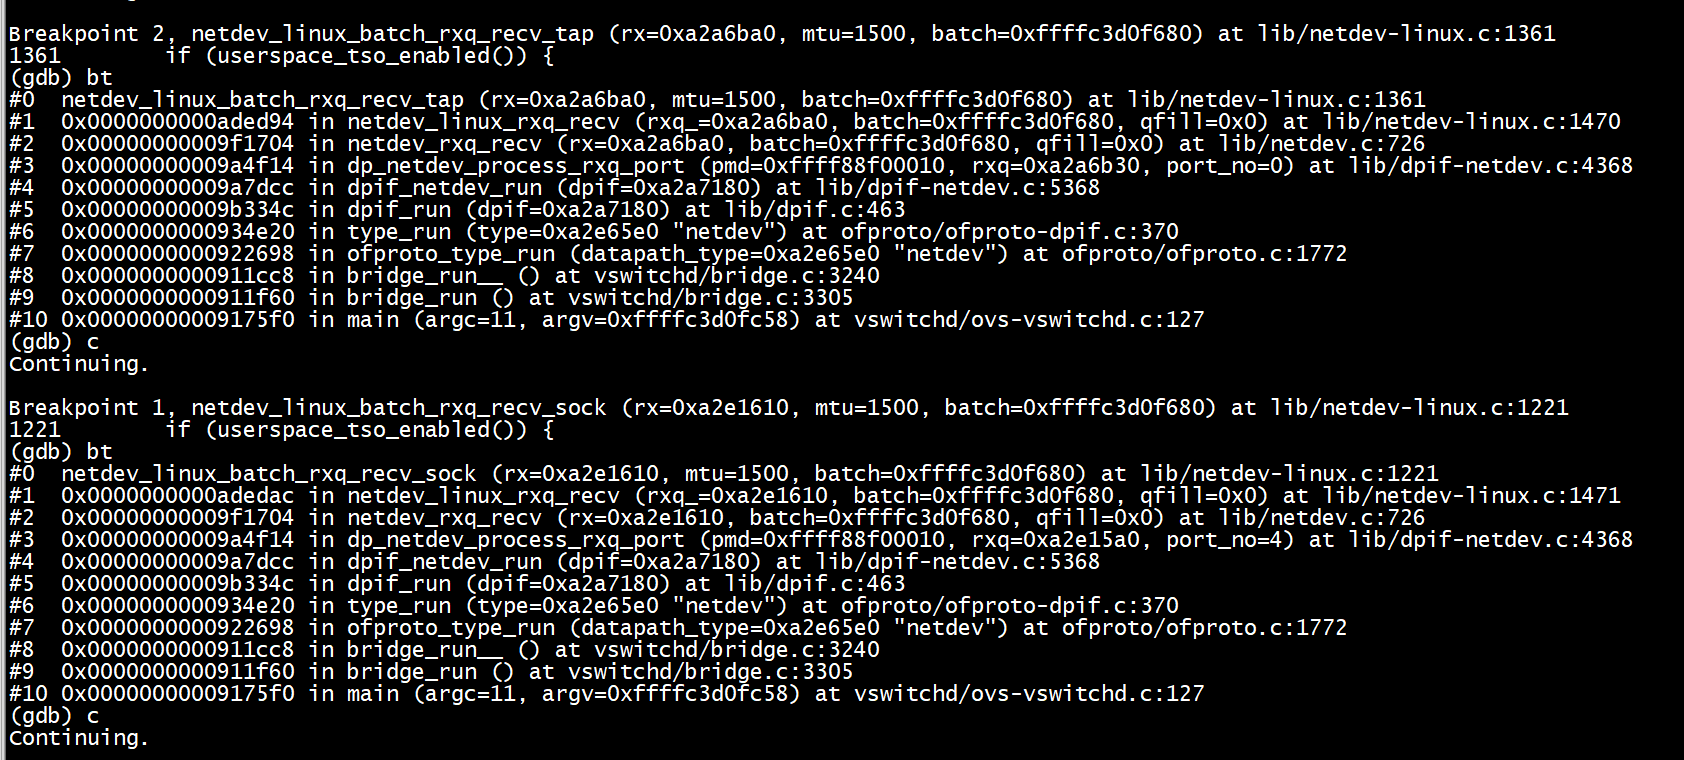 Breakpoint 2, netdev_linux_batch_rxq_recv_tap (rx=0xa2a6ba0, mtu=1500, batch=0xffffc3d0f680) at lib/netdev-linux.c:1361
1361        if (userspace_tso_enabled()) {
(gdb) bt
#0  netdev_linux_batch_rxq_recv_tap (rx=0xa2a6ba0, mtu=1500, batch=0xffffc3d0f680) at lib/netdev-linux.c:1361
#1  0x0000000000aded94 in netdev_linux_rxq_recv (rxq_=0xa2a6ba0, batch=0xffffc3d0f680, qfill=0x0) at lib/netdev-linux.c:1470
#2  0x00000000009f1704 in netdev_rxq_recv (rx=0xa2a6ba0, batch=0xffffc3d0f680, qfill=0x0) at lib/netdev.c:726
#3  0x00000000009a4f14 in dp_netdev_process_rxq_port (pmd=0xffff88f00010, rxq=0xa2a6b30, port_no=0) at lib/dpif-netdev.c:4368
#4  0x00000000009a7dcc in dpif_netdev_run (dpif=0xa2a7180) at lib/dpif-netdev.c:5368
#5  0x00000000009b334c in dpif_run (dpif=0xa2a7180) at lib/dpif.c:463
#6  0x0000000000934e20 in type_run (type=0xa2e65e0 "netdev") at ofproto/ofproto-dpif.c:370
#7  0x0000000000922698 in ofproto_type_run (datapath_type=0xa2e65e0 "netdev") at ofproto/ofproto.c:1772
#8  0x0000000000911cc8 in bridge_run__ () at vswitchd/bridge.c:3240
#9  0x0000000000911f60 in bridge_run () at vswitchd/bridge.c:3305
#10 0x00000000009175f0 in main (argc=11, argv=0xffffc3d0fc58) at vswitchd/ovs-vswitchd.c:127
(gdb) c
Continuing.
Breakpoint 1, netdev_linux_batch_rxq_recv_sock (rx=0xa2e1610, mtu=1500, batch=0xffffc3d0f680) at lib/netdev-linux.c:1221
1221        if (userspace_tso_enabled()) {
(gdb) bt
#0  netdev_linux_batch_rxq_recv_sock (rx=0xa2e1610, mtu=1500, batch=0xffffc3d0f680) at lib/netdev-linux.c:1221
#1  0x0000000000adedac in netdev_linux_rxq_recv (rxq_=0xa2e1610, batch=0xffffc3d0f680, qfill=0x0) at lib/netdev-linux.c:1471
#2  0x00000000009f1704 in netdev_rxq_recv (rx=0xa2e1610, batch=0xffffc3d0f680, qfill=0x0) at lib/netdev.c:726
#3  0x00000000009a4f14 in dp_netdev_process_rxq_port (pmd=0xffff88f00010, rxq=0xa2e15a0, port_no=4) at lib/dpif-netdev.c:4368
#4  0x00000000009a7dcc in dpif_netdev_run (dpif=0xa2a7180) at lib/dpif-netdev.c:5368
#5  0x00000000009b334c in dpif_run (dpif=0xa2a7180) at lib/dpif.c:463
#6  0x0000000000934e20 in type_run (type=0xa2e65e0 "netdev") at ofproto/ofproto-dpif.c:370
#7  0x0000000000922698 in ofproto_type_run (datapath_type=0xa2e65e0 "netdev") at ofproto/ofproto.c:1772
#8  0x0000000000911cc8 in bridge_run__ () at vswitchd/bridge.c:3240
#9  0x0000000000911f60 in bridge_run () at vswitchd/bridge.c:3305
#10 0x00000000009175f0 in main (argc=11, argv=0xffffc3d0fc58) at vswitchd/ovs-vswitchd.c:127
(gdb) c
Continuing.